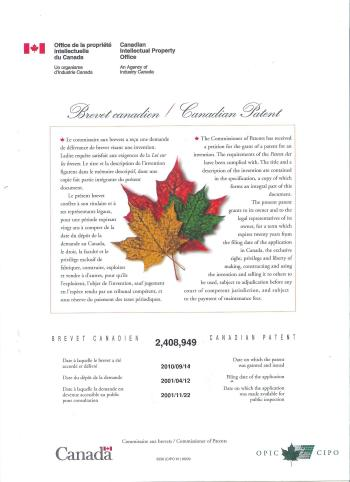 Office de la propriété
intellectuelle
du Canada
Un organisme
d'Industrie Canada
Canadian
Intellectual Property
Office
An Agency of
Industry Canada
Brevet canadien / Canadian Patent
Le commissaire aux brevets a reçu une demande
de délivrance de brevet visant une invention.
Ladite requête satisfait aux exigences de la Loi sur
les brevets. Le titre et la description de l'invention
figurent dans le mémoire descriptif, dont une
copie fait partie intégrante du présent
document.
Le présent brevet
confère à son titulaire et à
ses représentants légaux,
pour une période expirant
vingt ans à compter de la
date du dépôt de la
demande au Canada,
le droit, la faculté et le
privilège exclusif de
fabriquer, construire, exploiter
et vendre à d'autres, pour qu'ils
l'exploitent, l'objet de l'invention, sauf jugement
en l'espèce rendu par un tribunal compétent, et
sous réserve du paiement des taxes périodiques.
The Commissioner of Patents has received
a petition for the grant of a patent for an
invention. The requirements of the Patent Act
have been complied with. The title and a
description of the invention are contained
in the specification, a copy of which
forms an integral part of this
document.
The present patent
grants to its owner and to the
legal representatives of its
owner, for a term which
expires twenty years from
the filing date of the application
in Canada, the exclusive
right, privilege and liberty of
making, constructing and using
the invention and selling it to others to
be used, subject to adjudication before any
court of competent jurisdiction, and subject
to the payment of maintenance fees.
BREVET CANADIEN
2,408,949
CANADIAN PATENT
Date à laquelle le brevet a été
accordé et délivré
2010/09/14
Date on which the patent
was granted and issued
Date du dépôt de la demande
2001/04/12
Filing date of the application
Date à laquelle la demande est
devenue accessible au public
pour consultation
2001/11/22
Date on which the application
was made available for
public inspection
Commissaire aux brevets / Commissioner of Patents
Canada
OPIC
CIPO